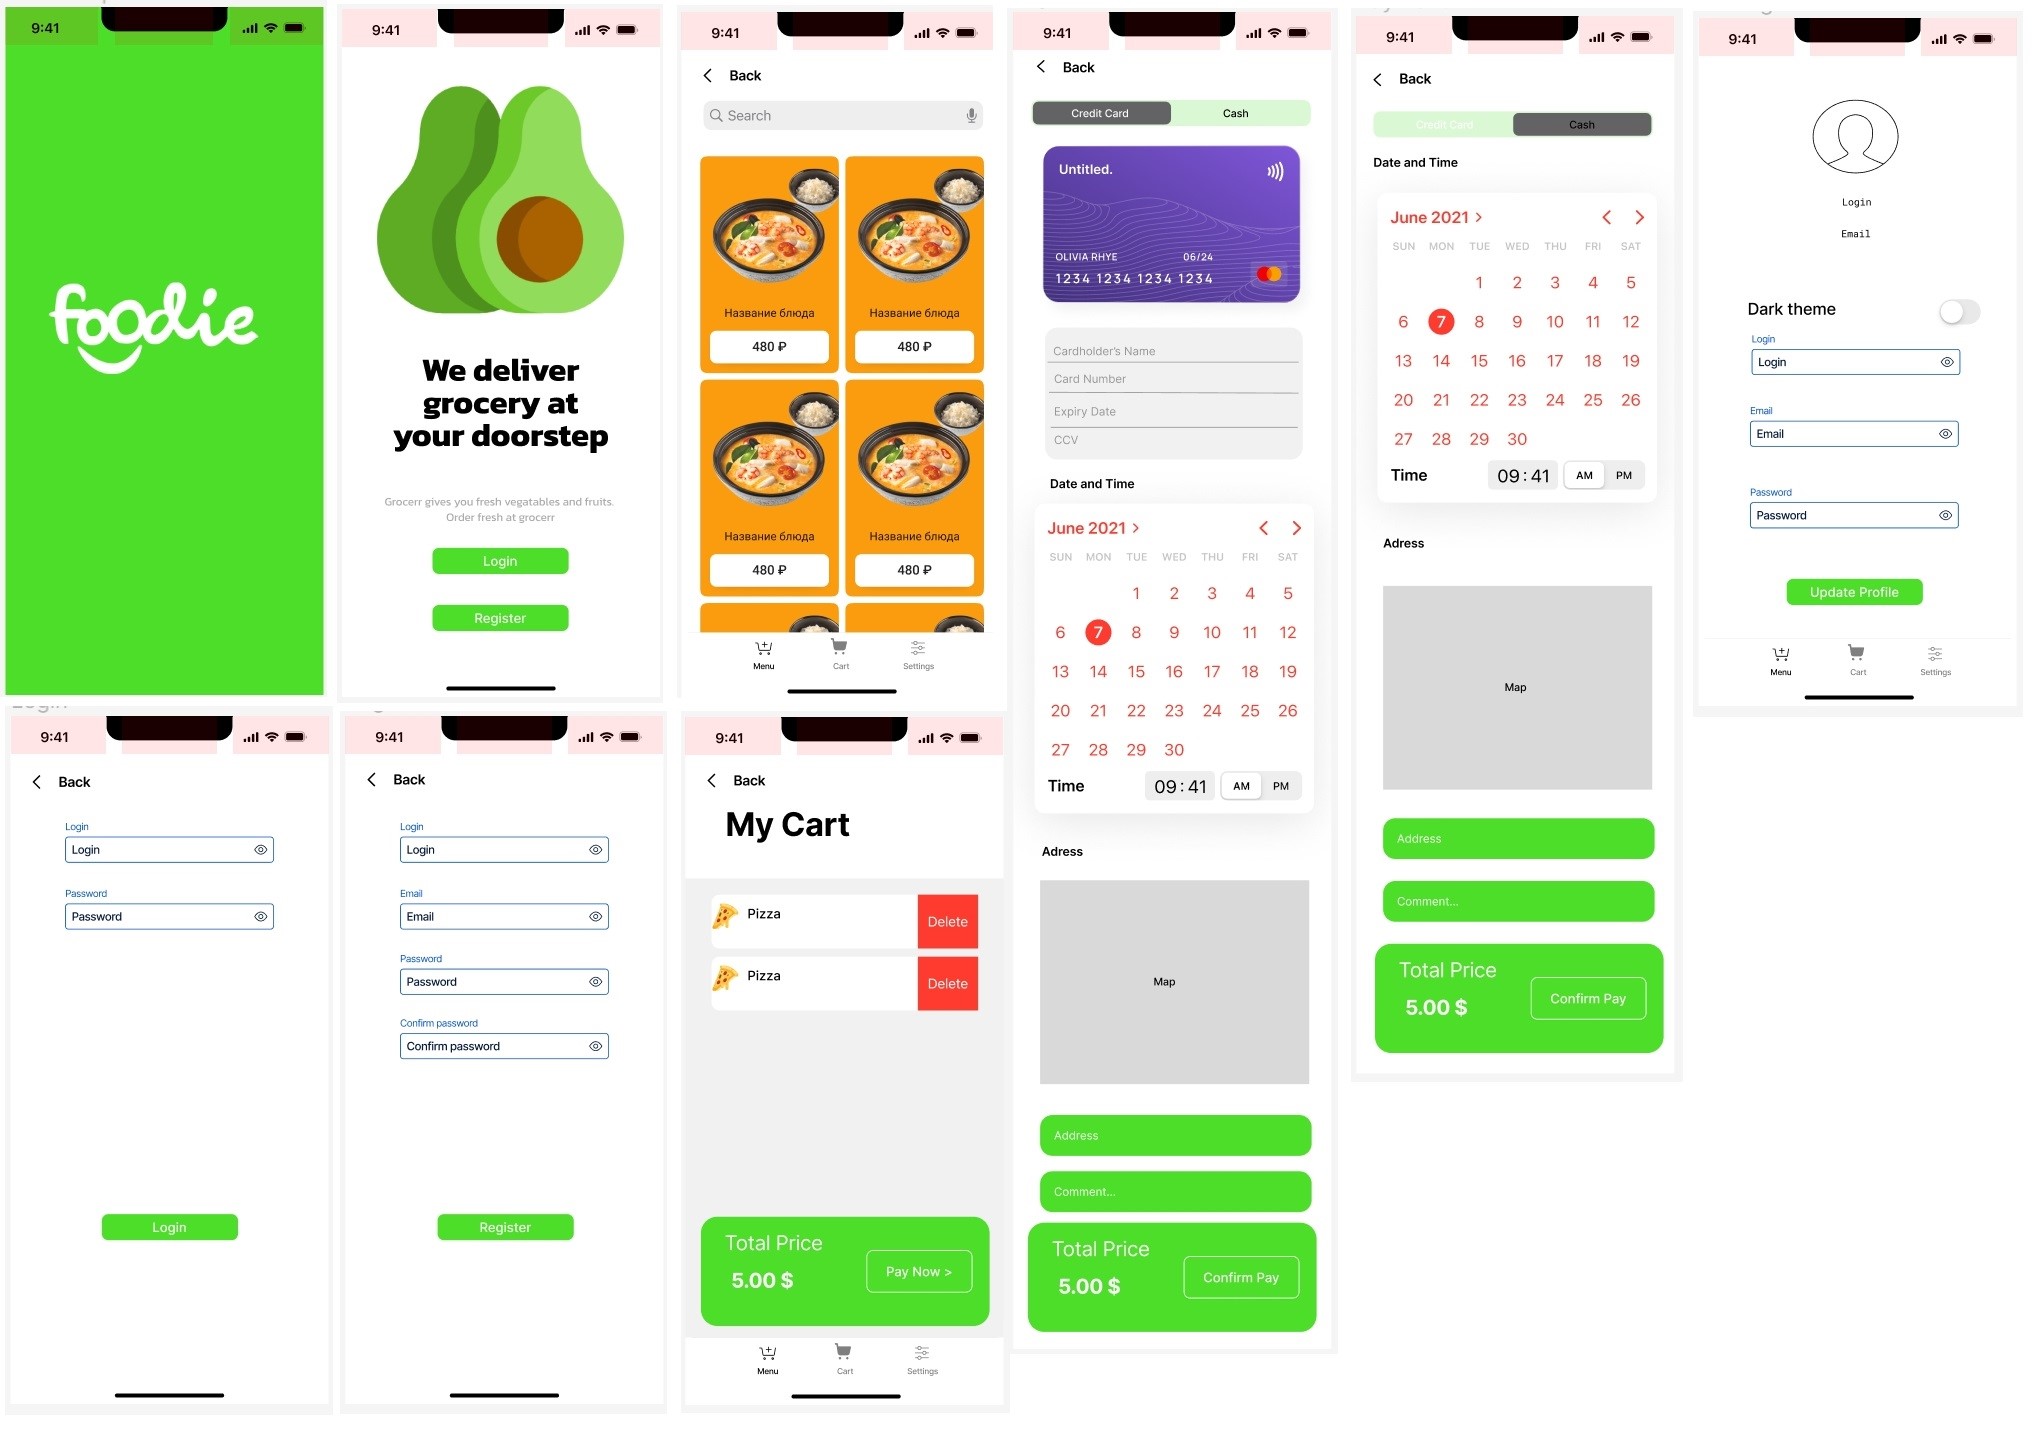 9:41
foodie
9:41
We deliver
grocery at
your doorstep
Grocerr gives you fresh vegatables and fruits.
Order fresh at grocerr
Login
Register
9:41
Back
Search
Название блюда
480 ₽
Название блюда
480 ₽
Название блюда
480 ₽
Название блюда
480 ₽
Menu
Cart
Settings
9:41
Back
Credit Card
Cash
Untitled.
OLIVIA RHYE
06/24
1234 1234 1234 1234
Cardholder's Name
Card Number
Expiry Date
CCV
Date and Time
June 2021
SUN MON TUE WED THU FRI SAT
1 2 3 4 5
6 7 8 9 10 11 12
13 14 15 16 17 18 19
20 21 22 23 24 25 26
27 28 29 30
Time
09:41
AM
PM
Adress
Map
Address
Comment...
Total Price
5.00 $
Confirm Pay
9:41
Back
Credit Card
Cash
Date and Time
June 2021
SUN MON TUE WED THU FRI SAT
1 2 3 4 5
6 7 8 9 10 11 12
13 14 15 16 17 18 19
20 21 22 23 24 25 26
27 28 29 30
Time
09:41
AM
PM
Adress
Map
Address
Comment...
Total Price
5.00 $
Confirm Pay
9:41
Login
Email
Dark theme
Login
Login
Email
Email
Password
Password
Update Profile
Menu
Cart
Settings
Login
9:41
Back
Login
Login
Password
Password
Login
9:41
Back
Login
Login
Email
Email
Password
Password
Confirm password
Confirm password
Register
9:41
Back
My Cart
Pizza
Delete
Pizza
Delete
Total Price
5.00 $
Pay Now >
Menu
Cart
Settings